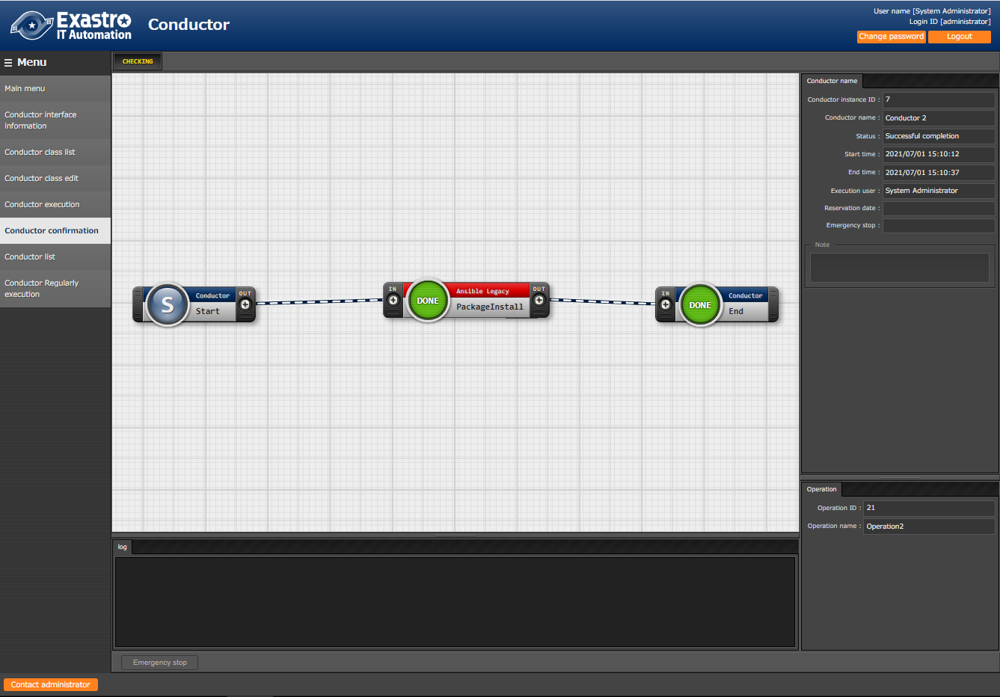 Exastro
IT Automation
Conductor
User name [System Administrator]
Login ID [administrator]
Change password
Logout
Menu
Main menu
Conductor interface
information
Conductor class list
Conductor class edit
Conductor execution
Conductor confirmation
Conductor list
Conductor Regularly
execution
CHECKING
S
Conductor
Start
OUT
IN
DONE
Ansible Legacy
PackageInstall
OUT
IN
DONE
Conductor
End
log
Emergency stop
Conductor name
Conductor instance ID : 7
Conductor name : Conductor 2
Status : Successful completion
Start time : 2021/07/01 15:10:12
End time : 2021/07/01 15:10:37
Execution user : System Administrator
Reservation date :
Emergency stop :
Note
Operation
Operation ID : 21
Operation name : Operation2
Contact administrator